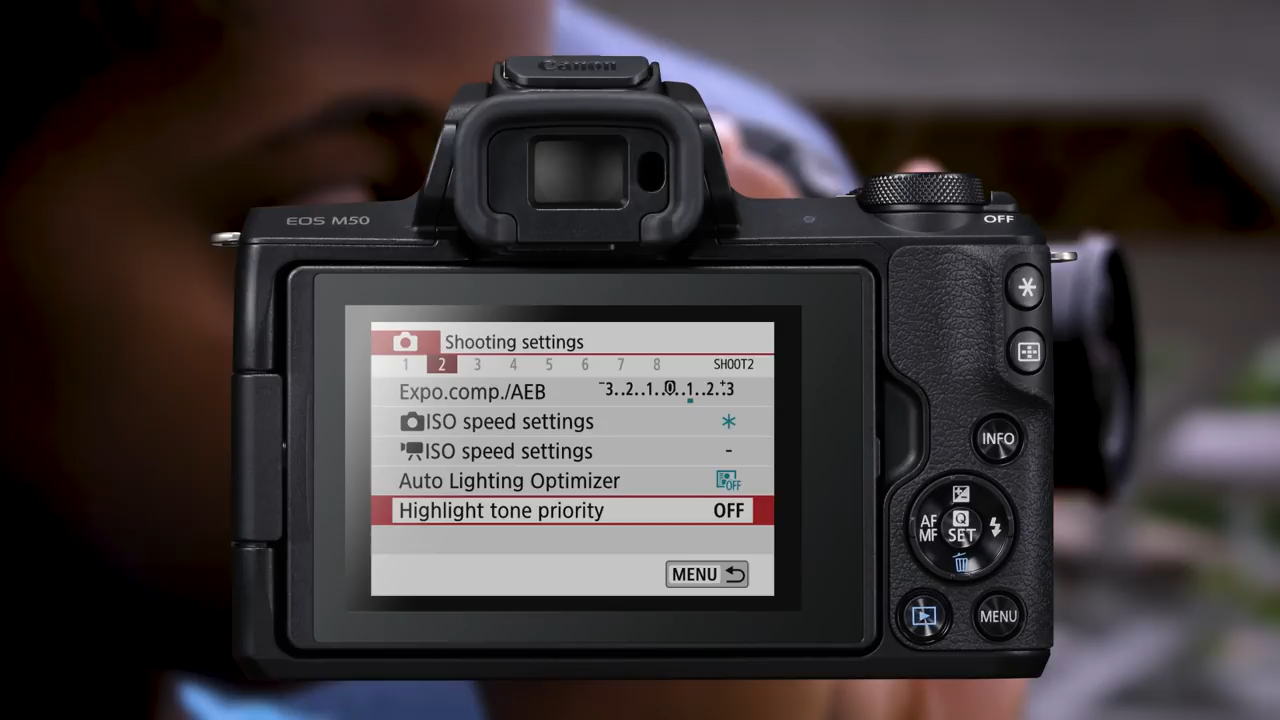 Canon
EOS M50
OFF
Shooting settings
1 2 3 4 5 6 7 8 SHOOT2
Expo.comp./AEB -3..2..1..0..1..2..+3
ISO speed settings
ISO speed settings -
Auto Lighting Optimizer OFF
Highlight tone priority OFF
MENU
INFO
AF
MF
Q
SET
MENU